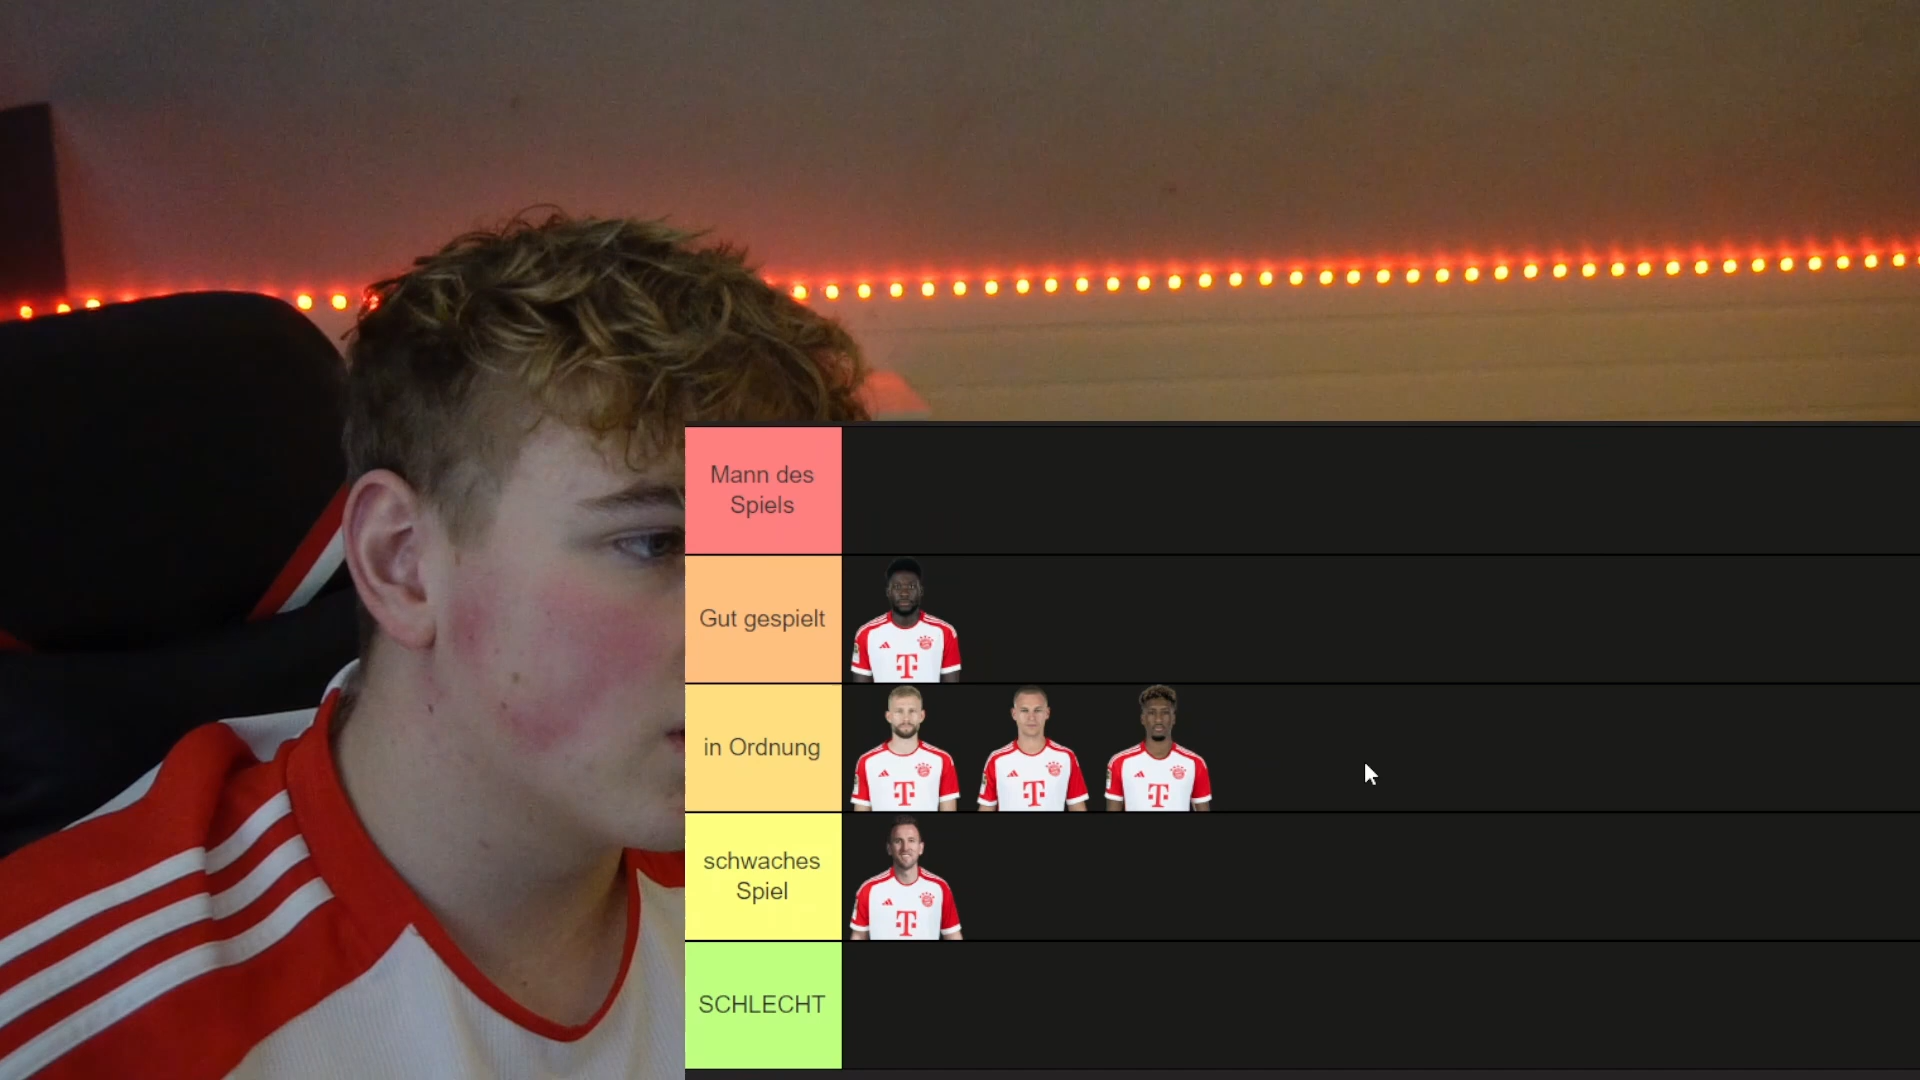 Mann des
Spiels
Gut gespielt
T
in Ordnung
T
T
T
schwaches
Spiel
T
SCHLECHT